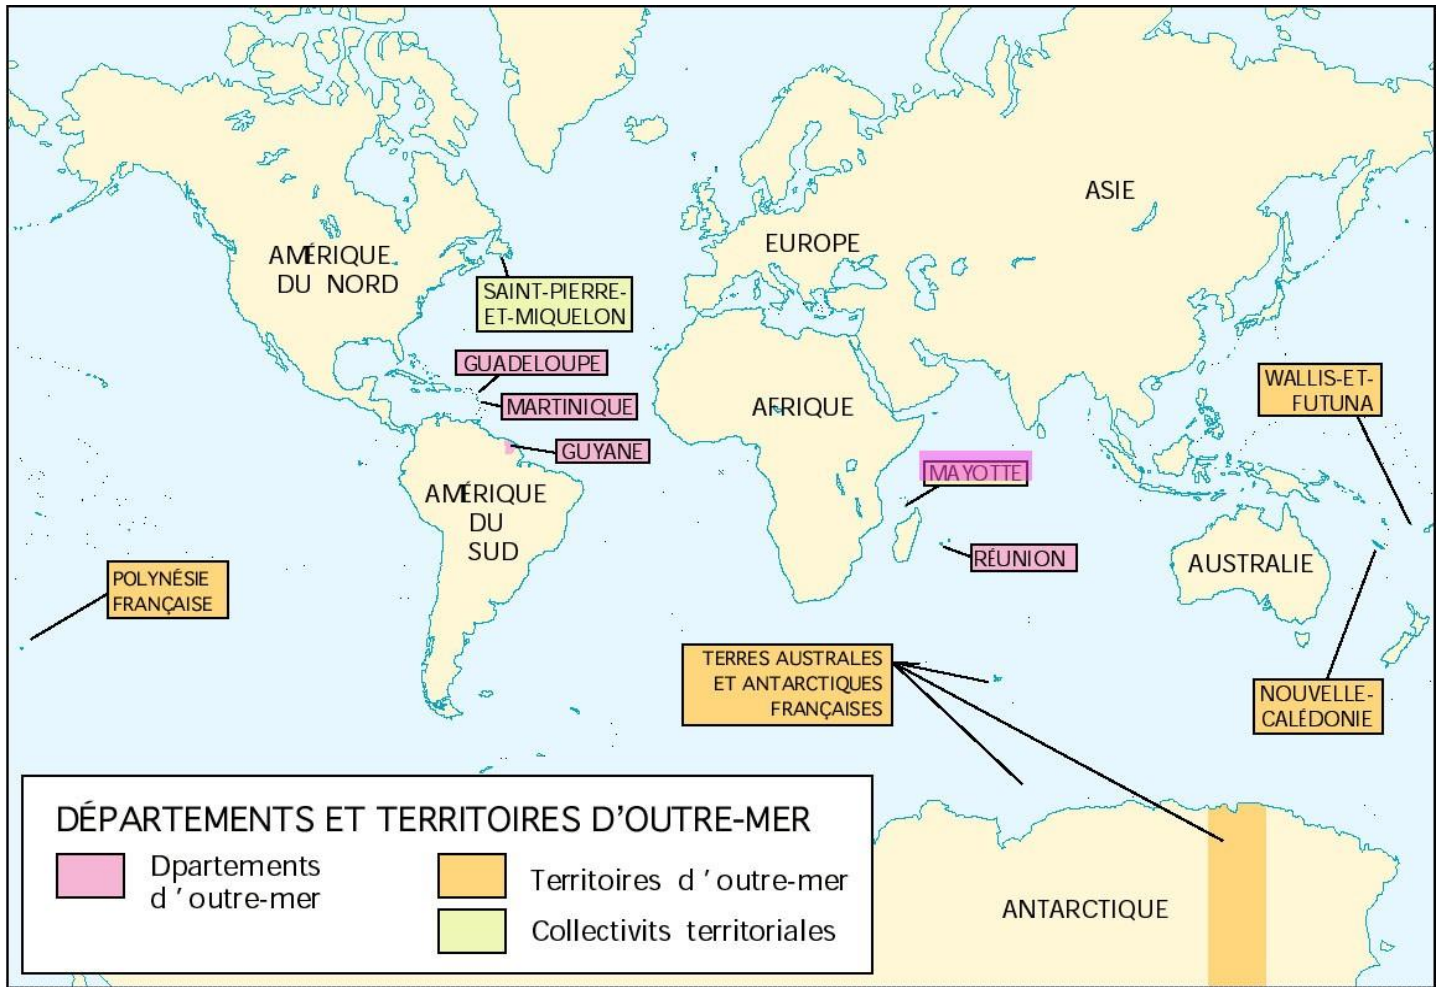 ASIE
EUROPE
AMÉRIQUE
DU NORD
SAINT-PIERRE-
ET-MIQUELON
GUADELOUPE
MARTINIQUE
GUYANE
AFRIQUE
WALLIS-ET-
FUTUNA
MAYOTTE
AMÉRIQUE
DU
SUD
RÉUNION
AUSTRALIE
POLYNÉSIE
FRANÇAISE
TERRES AUSTRALES
ET ANTARCTIQUES
FRANÇAISES
NOUVELLE-
CALÉDONIE
DÉPARTEMENTS ET TERRITOIRES D'OUTRE-MER
Dpartements
d'outre-mer
Territoires d'outre-mer
Collectivits territoriales
ANTARCTIQUE